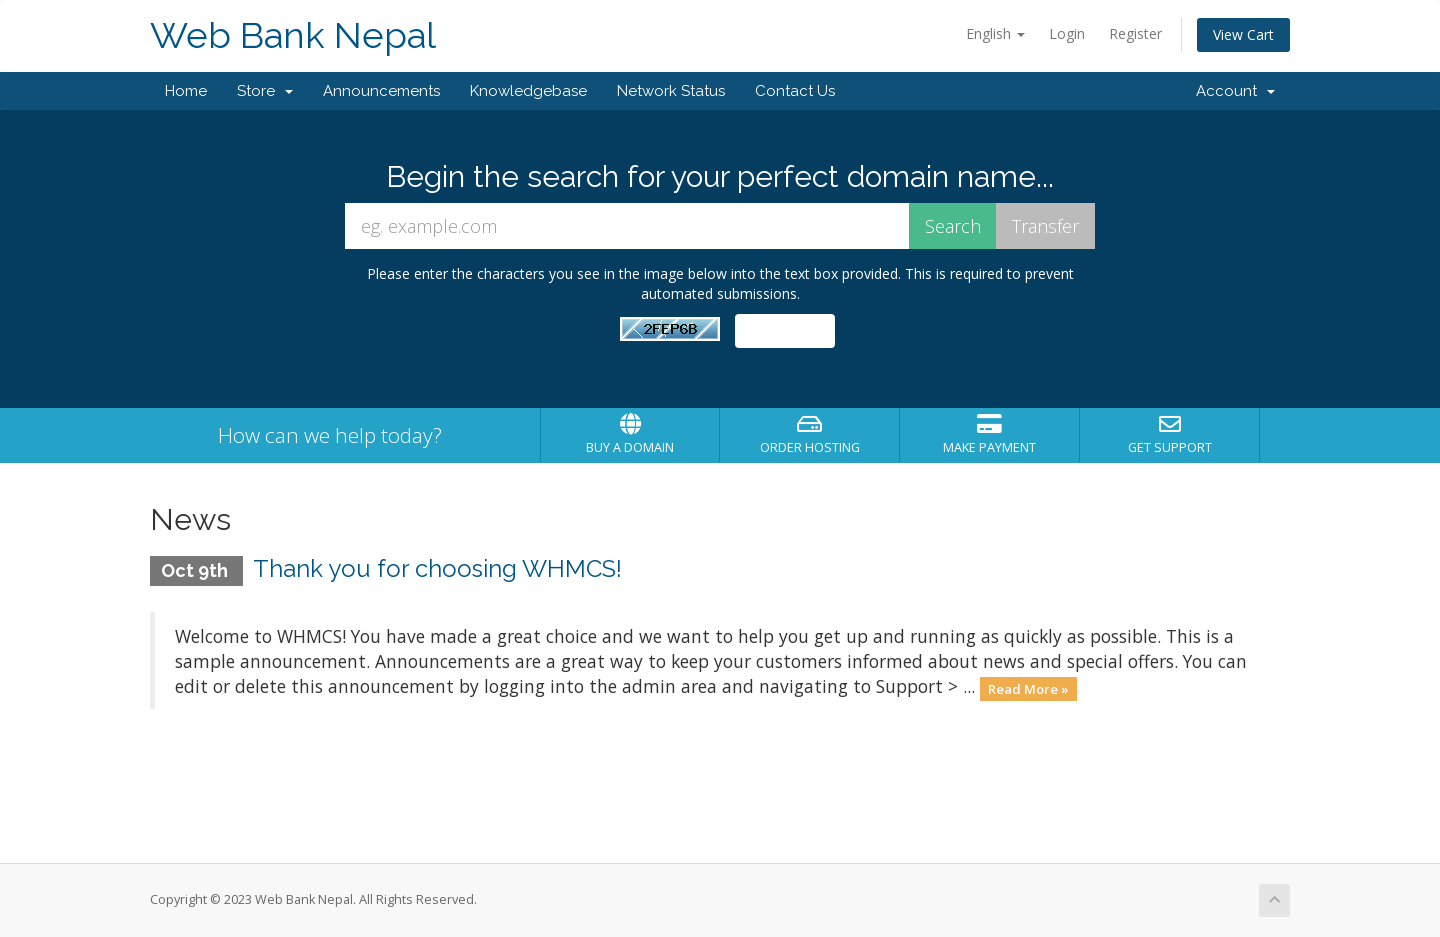 Web Bank Nepal
English
Login
Register
View Cart
Home
Store
Announcements
Knowledgebase
Network Status
Contact Us
Account
Begin the search for your perfect domain name...
eg. example.com
Search
Transfer
Please enter the characters you see in the image below into the text box provided. This is required to prevent
automated submissions.
2FEP6B
How can we help today?
BUY A DOMAIN
ORDER HOSTING
MAKE PAYMENT
GET SUPPORT
News
Oct 9th
Thank you for choosing WHMCS!
Welcome to WHMCS! You have made a great choice and we want to help you get up and running as quickly as possible. This is a
sample announcement. Announcements are a great way to keep your customers informed about news and special offers. You can
edit or delete this announcement by logging into the admin area and navigating to Support > ... Read More »
Copyright © 2023 Web Bank Nepal. All Rights Reserved.